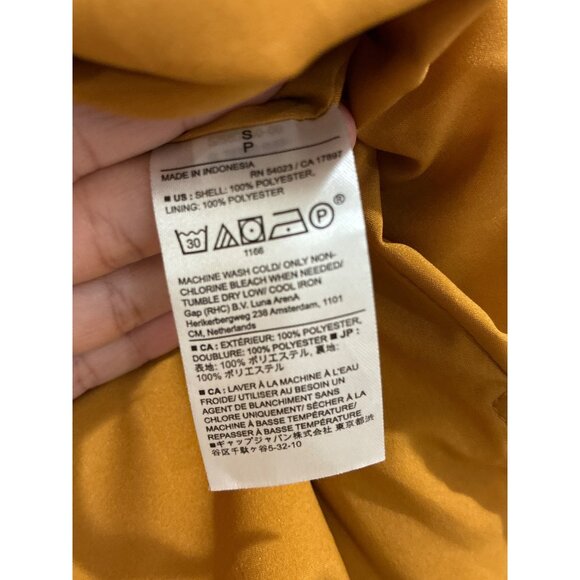 S
P
MADE IN INDONESIA RN 54023 / CA 17897
■ US : SHELL: 100% POLYESTER,
LINING: 100% POLYESTER.
30 P
1166
MACHINE WASH COLD/ ONLY NON-
CHLORINE BLEACH WHEN NEEDED/
TUMBLE DRY LOW/ COOL IRON
Gap (RHC) B.V. Luna ArenA
Herikerbergweg 238 Amsterdam, 1101
CM, Netherlands
■ CA : EXTÉRIEUR: 100% POLYESTER,
DOUBLURE: 100% POLYESTER ■ JP :
表地: 100% ポリエステル, 裏地:
100% ポリエステル
■ CA : LAVER À LA MACHINE À L'EAU
FROIDE/ UTILISER AU BESOIN UN
AGENT DE BLANCHIMENT SANS
CHLORE UNIQUEMENT/ SÉCHER À LA
MACHINE À BASSE TEMPÉRATURE/
REPASSER À BASSE TEMPÉRATURE
■ ギャップジャパン株式会社 東京都渋
谷区千駄ヶ谷5-32-10